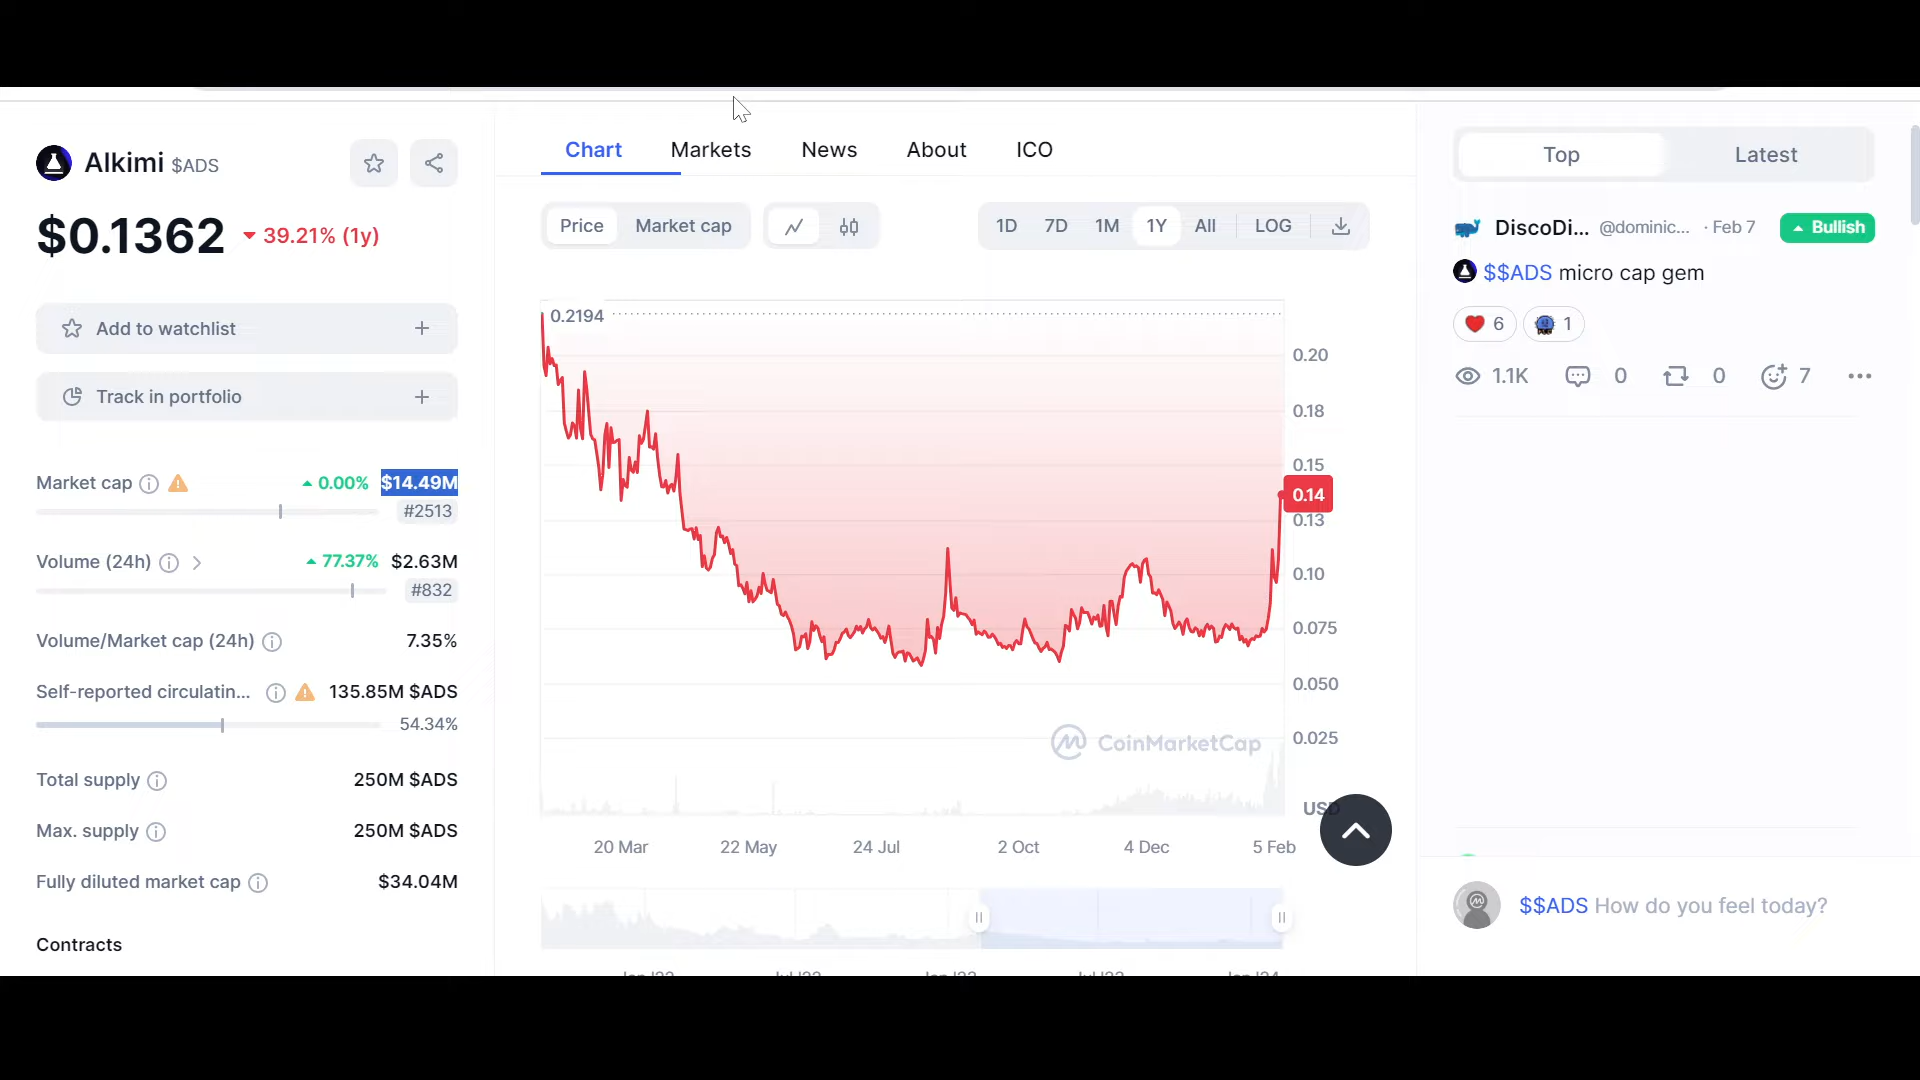 Alkimi $ADS
$0.1362 39.21% (1y)
Add to watchlist
Track in portfolio
Market cap 0.00% $14.49M
#2513
Volume (24h) 77.37% $2.63M
#832
Volume/Market cap (24h) 7.35%
Self-reported circulatin... 135.85M $ADS
54.34%
Total supply 250M $ADS
Max. supply 250M $ADS
Fully diluted market cap $34.04M
Contracts
Chart Markets News About ICO
Price Market cap 1D 7D 1M 1Y All LOG
0.2194
0.20
0.18
0.15
0.14
0.13
0.10
0.075
0.050
0.025
CoinMarketCap
USD
20 Mar 22 May 24 Jul 2 Oct 4 Dec 5 Feb
Top Latest
DiscoDi... @dominic... · Feb 7 Bullish
$$ADS micro cap gem
6 1
1.1K 0 0 7
$$ADS How do you feel today?